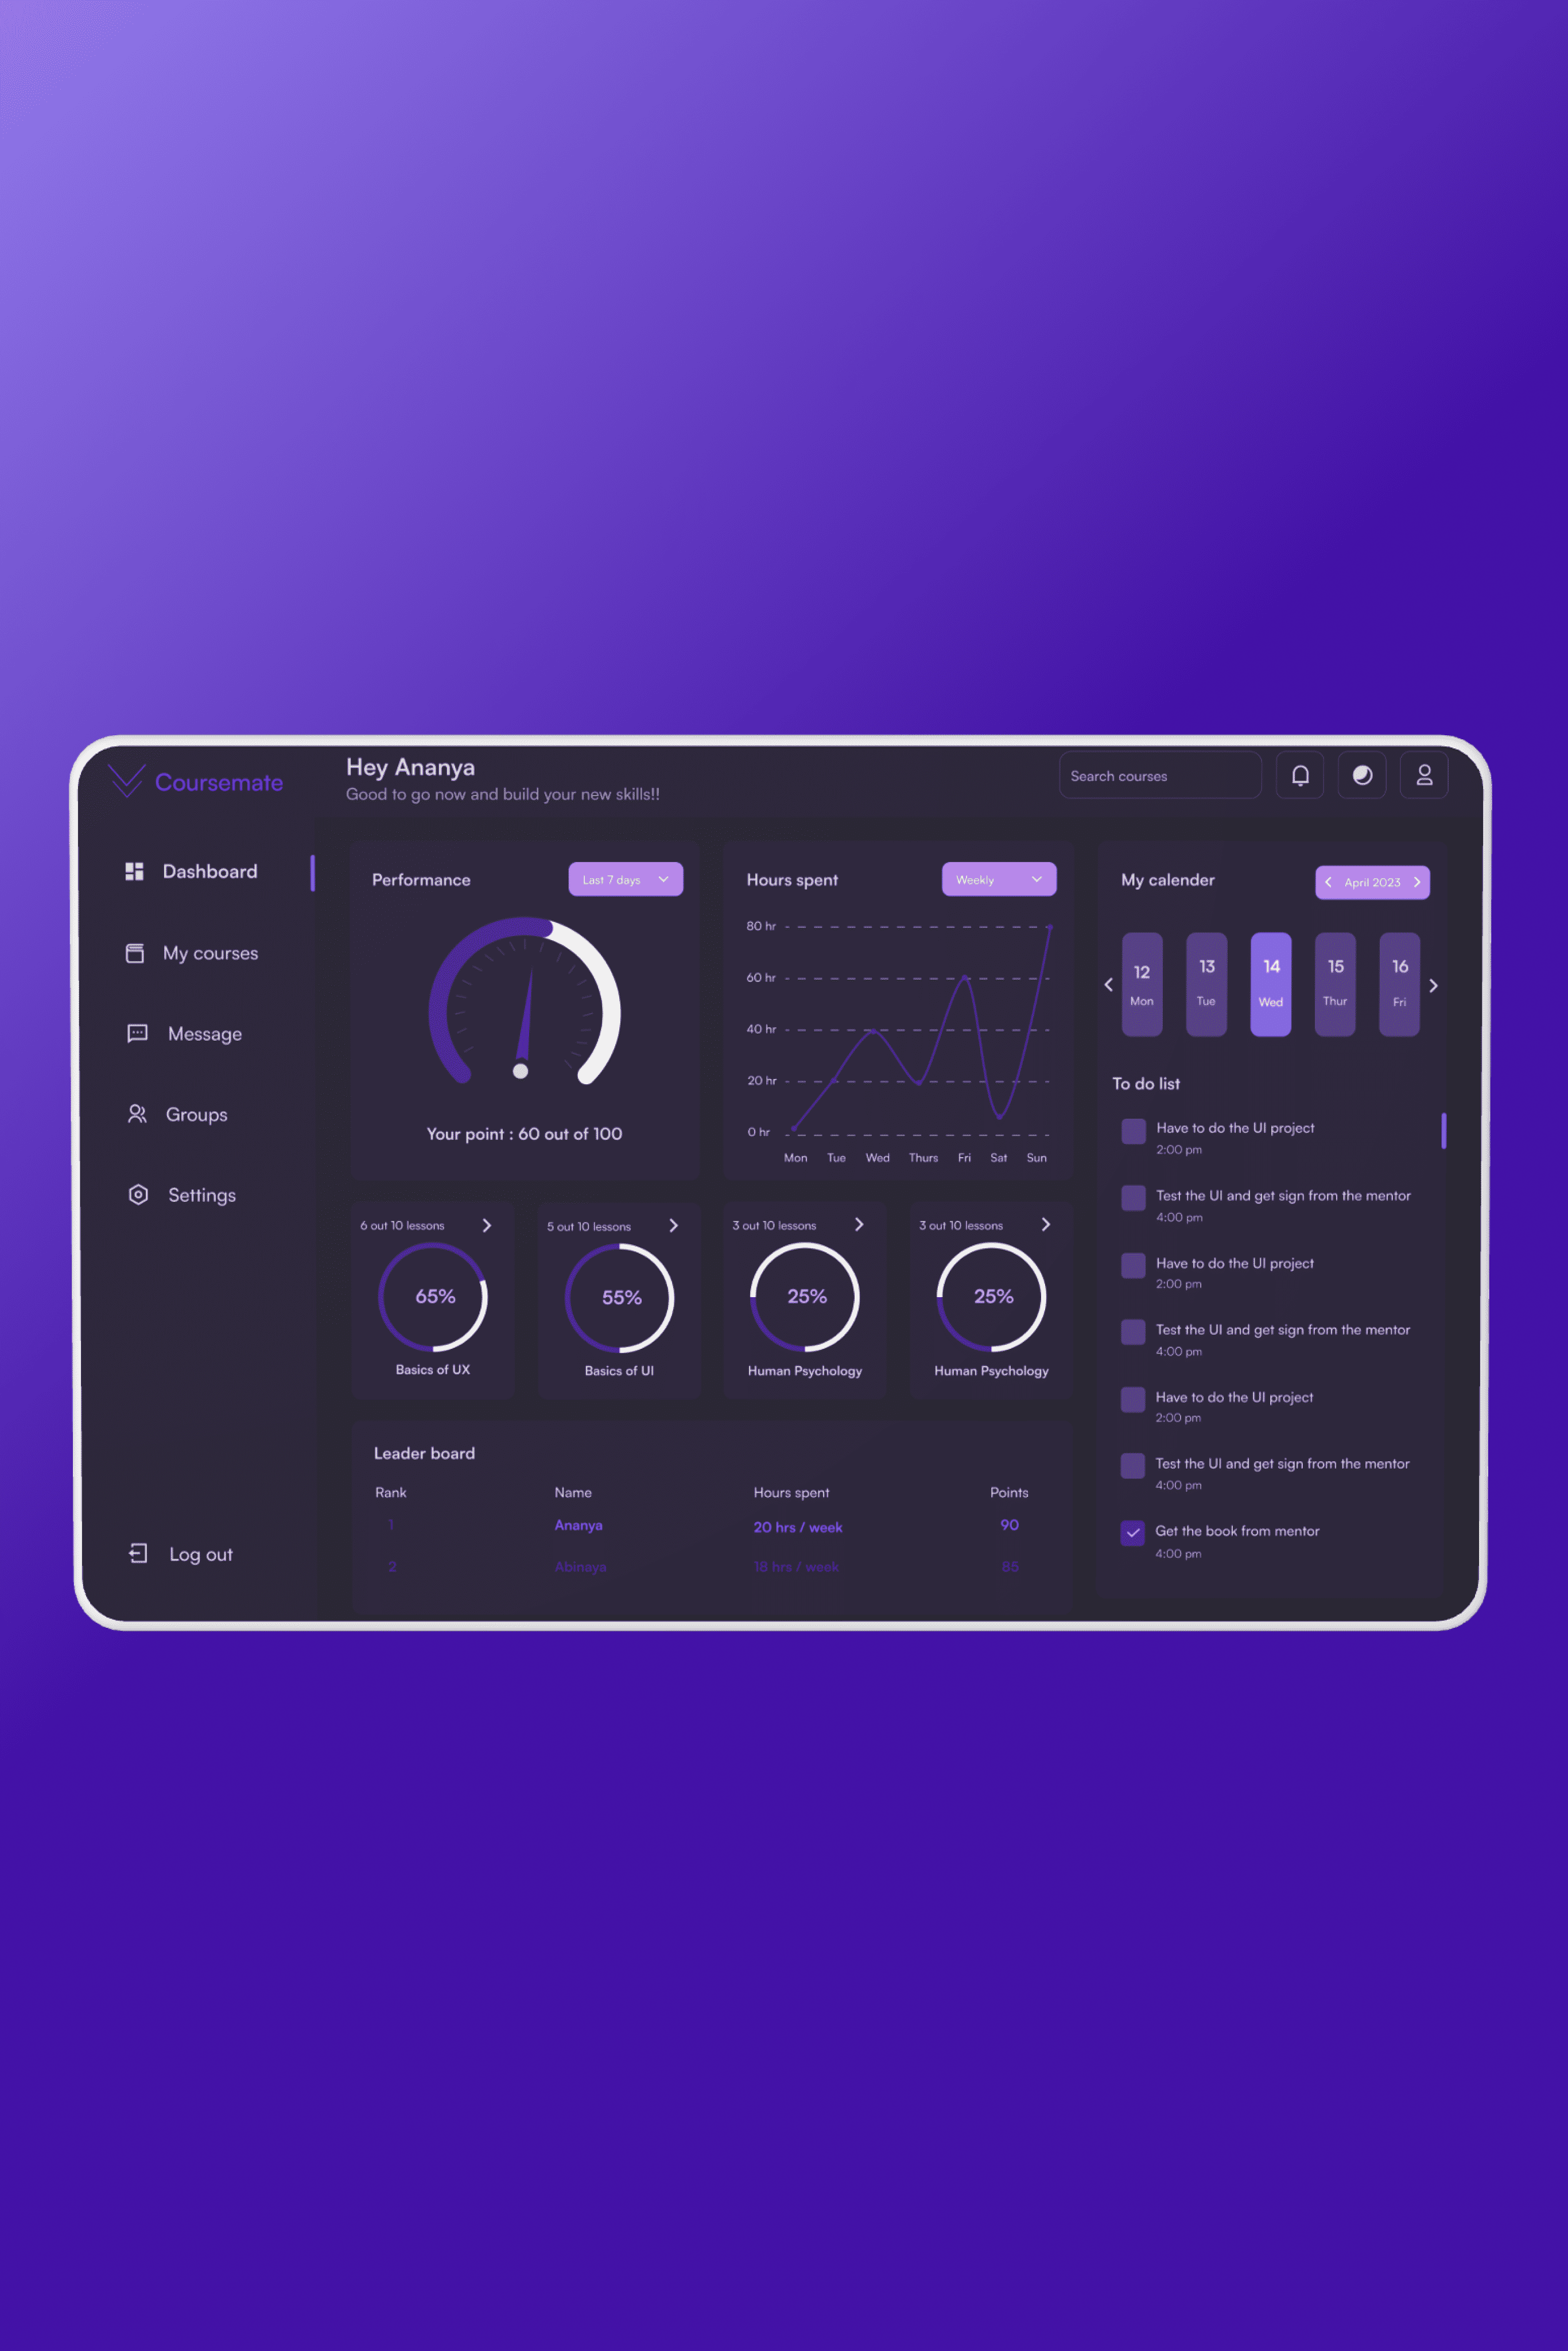 Coursemate
Hey Ananya
Good to go now and build your new skills!!
Search courses
Dashboard
My courses
Message
Groups
Settings
Log out
Performance
Last 7 days
Your point : 60 out of 100
Hours spent
Weekly
80 hr
60 hr
40 hr
20 hr
0 hr
Mon Tue Wed Thurs Fri Sat Sun
My calender
April 2023
12 13 14 15 16
Mon Tue Wed Thur Fri
To do list
Have to do the UI project
2:00 pm
Test the UI and get sign from the mentor
4:00 pm
Have to do the UI project
2:00 pm
Test the UI and get sign from the mentor
4:00 pm
Have to do the UI project
2:00 pm
Test the UI and get sign from the mentor
4:00 pm
Get the book from mentor
4:00 pm
6 out 10 lessons
65%
Basics of UX
5 out 10 lessons
55%
Basics of UI
3 out 10 lessons
25%
Human Psychology
3 out 10 lessons
25%
Human Psychology
Leader board
Rank Name Hours spent Points
1 Ananya 20 hrs / week 90
2 Abinaya 18 hrs / week 85